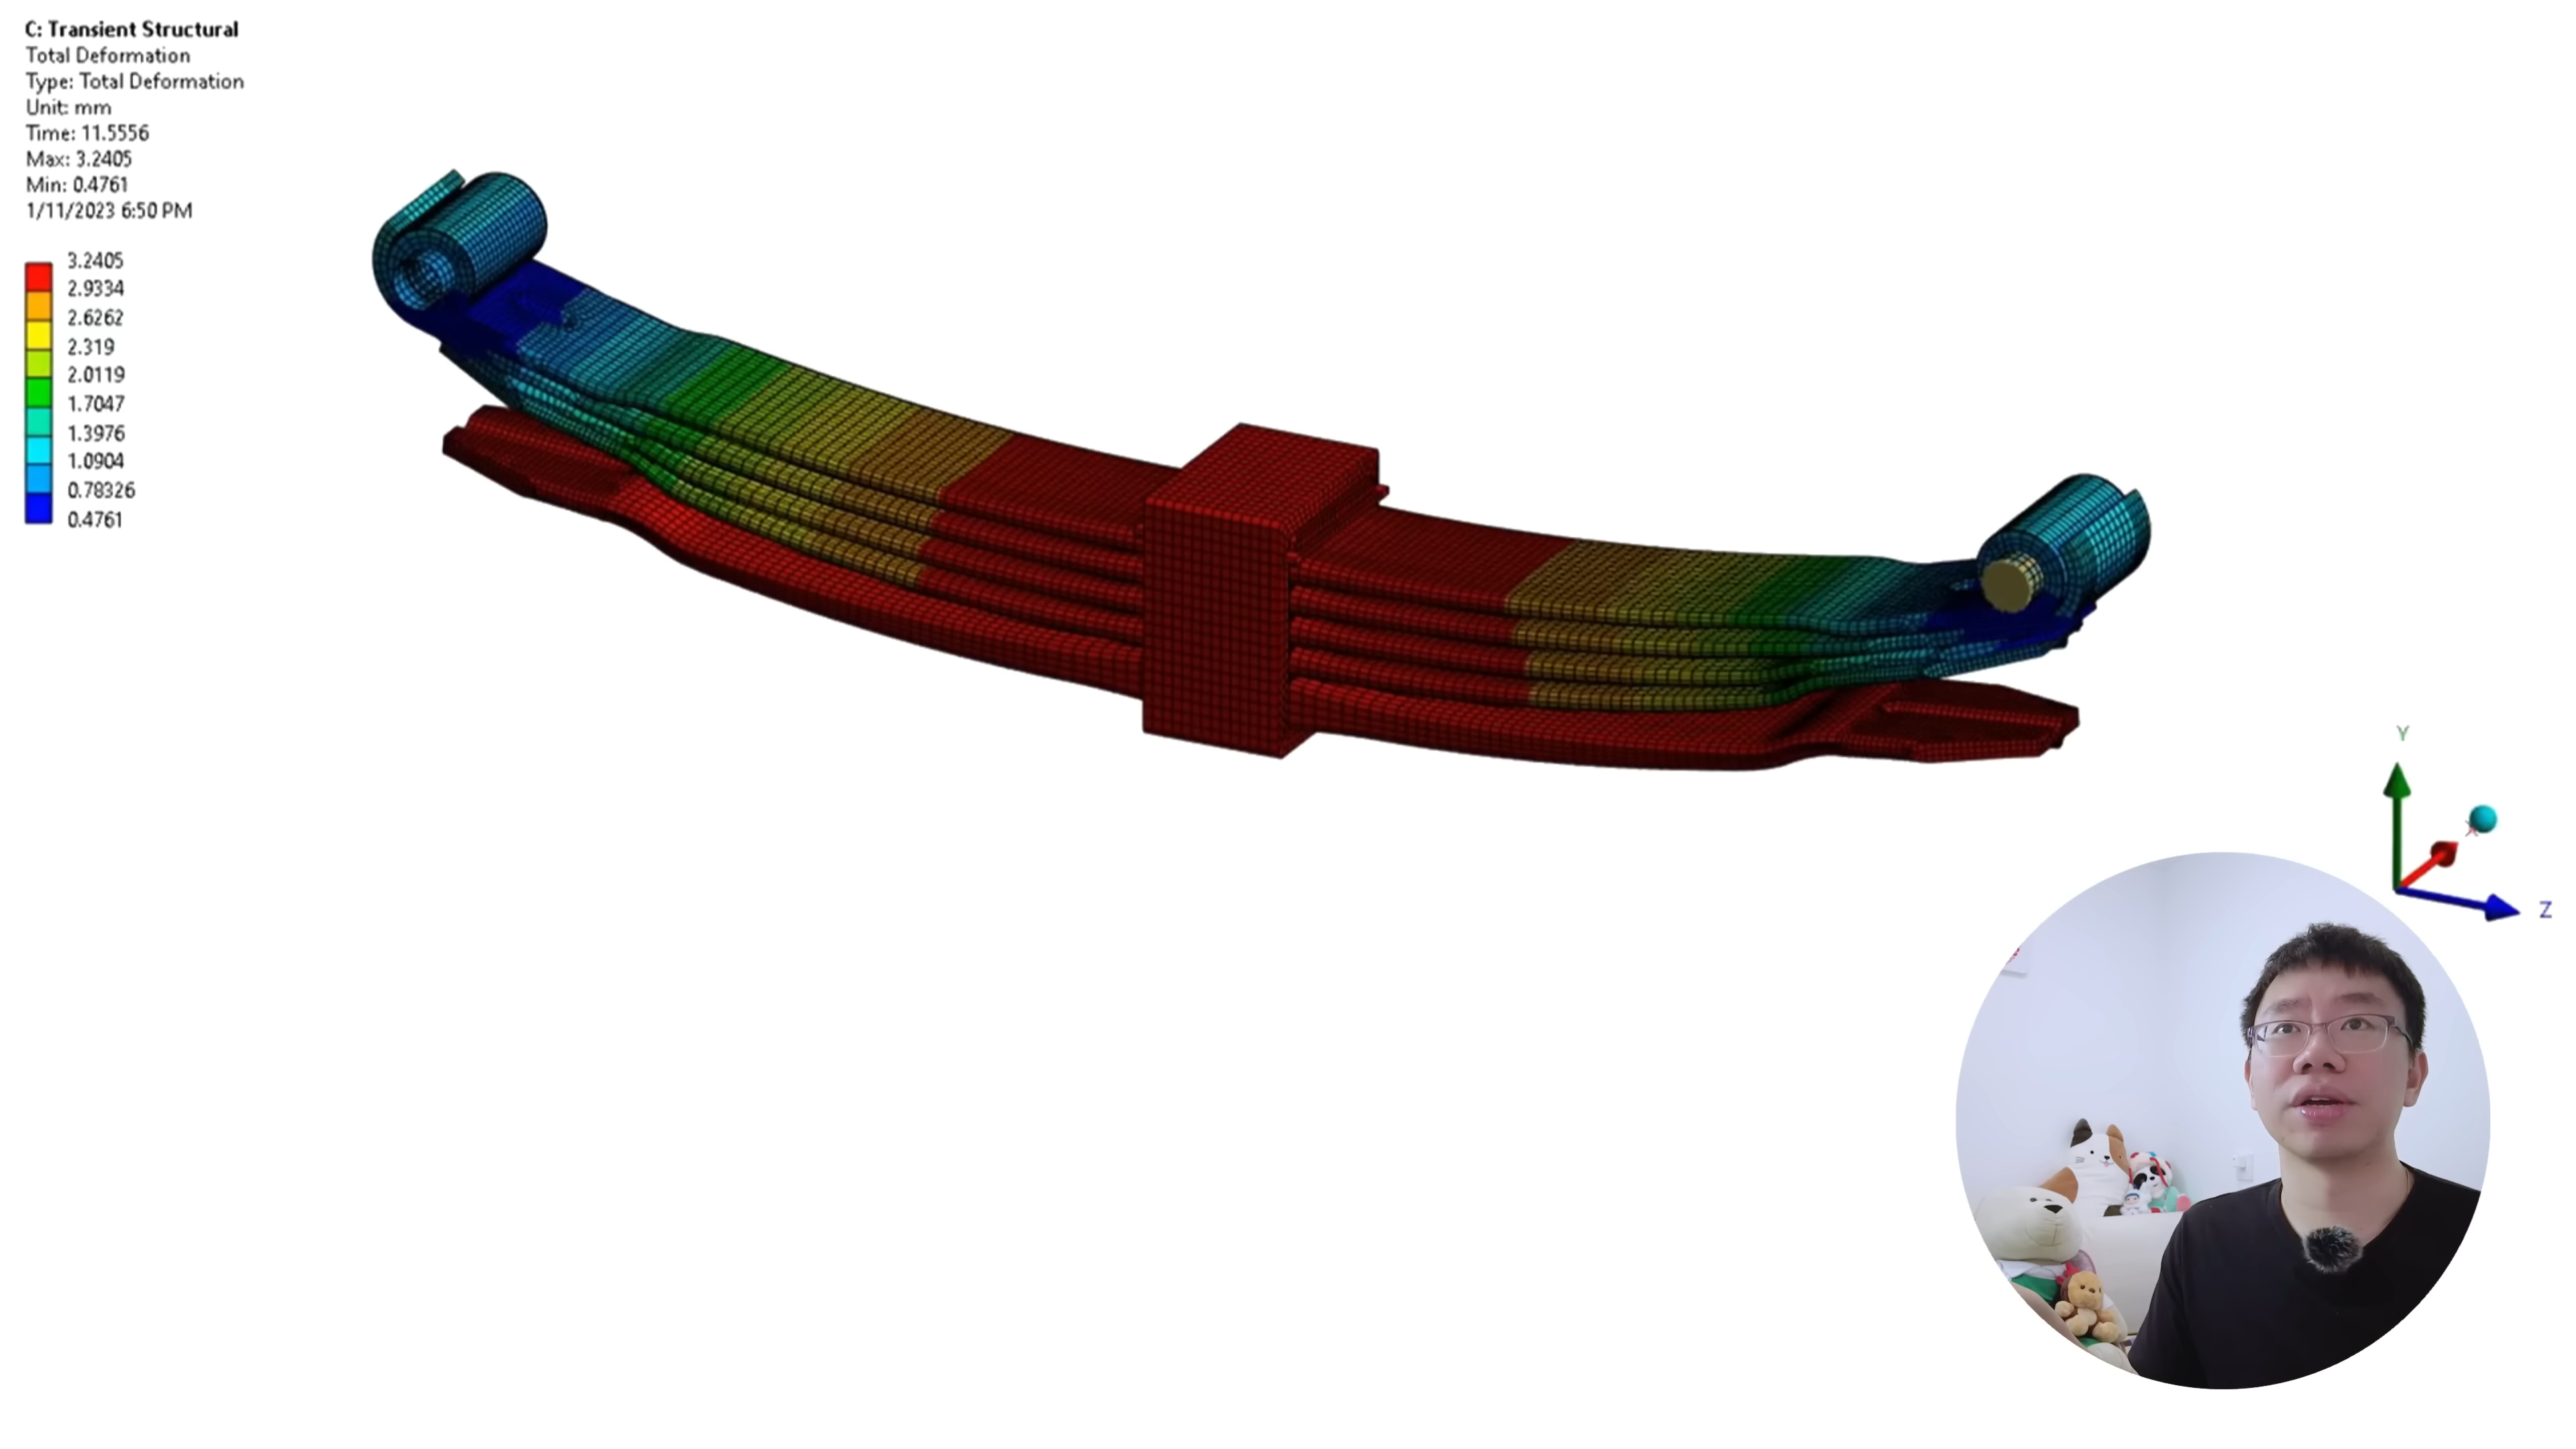 C: Transient Structural
Total Deformation
Type: Total Deformation
Unit: mm
Time: 11.5556
Max: 3.2405
Min: 0.4761
1/11/2023 6:50 PM
3.2405
2.9334
2.6262
2.319
2.0119
1.7047
1.3976
1.0904
0.78326
0.4761
Y
X
Z